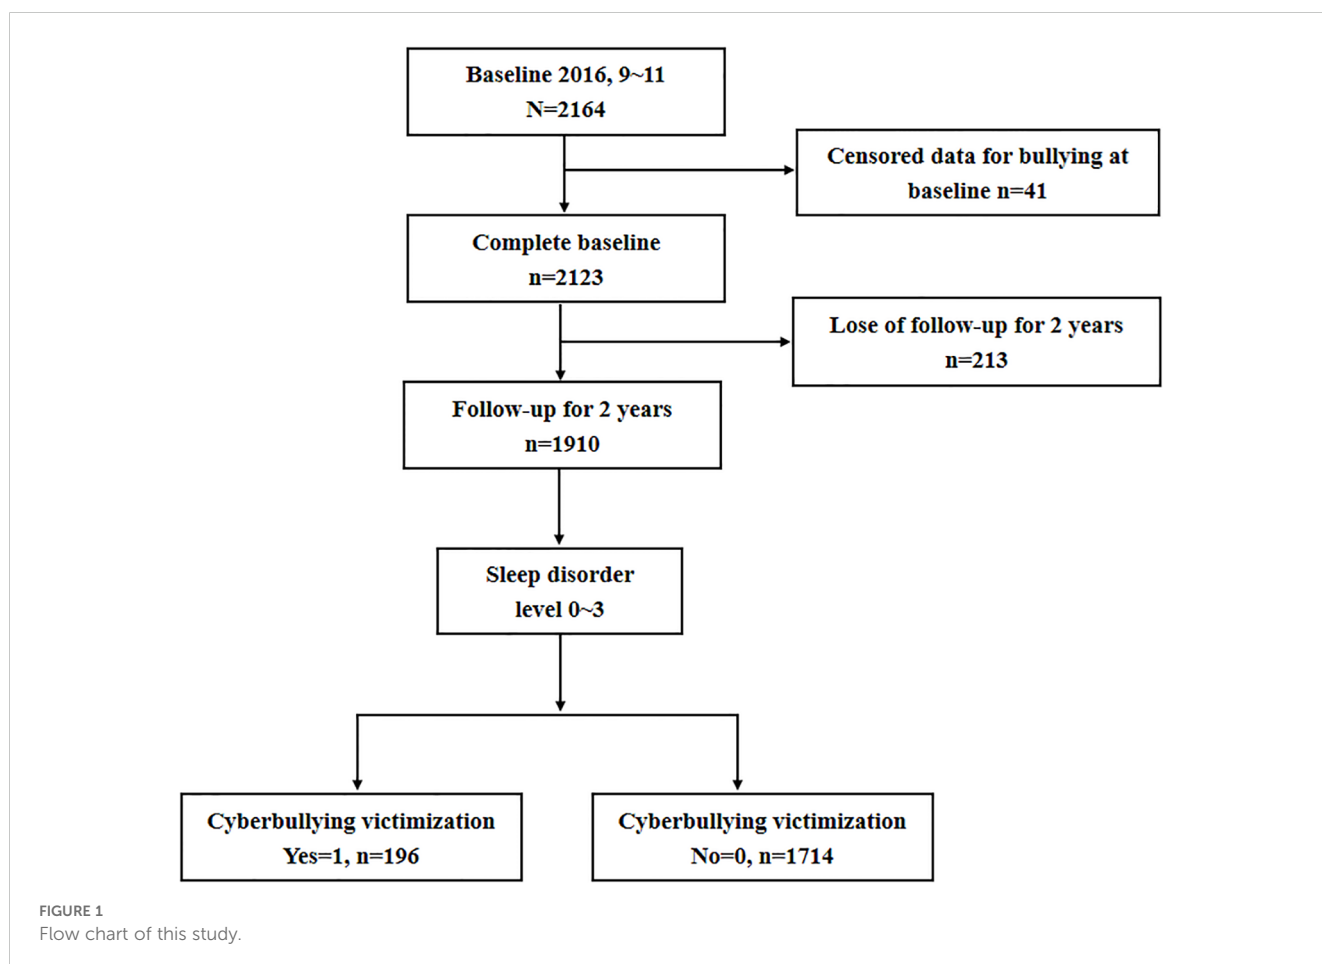 Baseline 2016, 9~11
N=2164
Censored data for bullying at
baseline n=41
Complete baseline
n=2123
Lose of follow-up for 2 years
n=213
Follow-up for 2 years
n=1910
Sleep disorder
level 0~3
Cyberbullying victimization
Yes=1, n=196
Cyberbullying victimization
No=0, n=1714
FIGURE 1
Flow chart of this study.